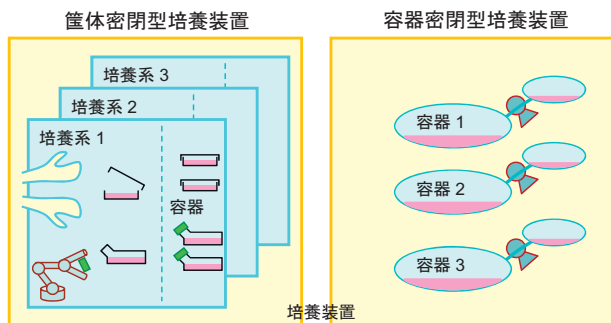 筐体密閉型培養装置
培養系 3
培養系 2
培養系 1
容器
容器密閉型培養装置
容器 1
容器 2
容器 3
培養装置